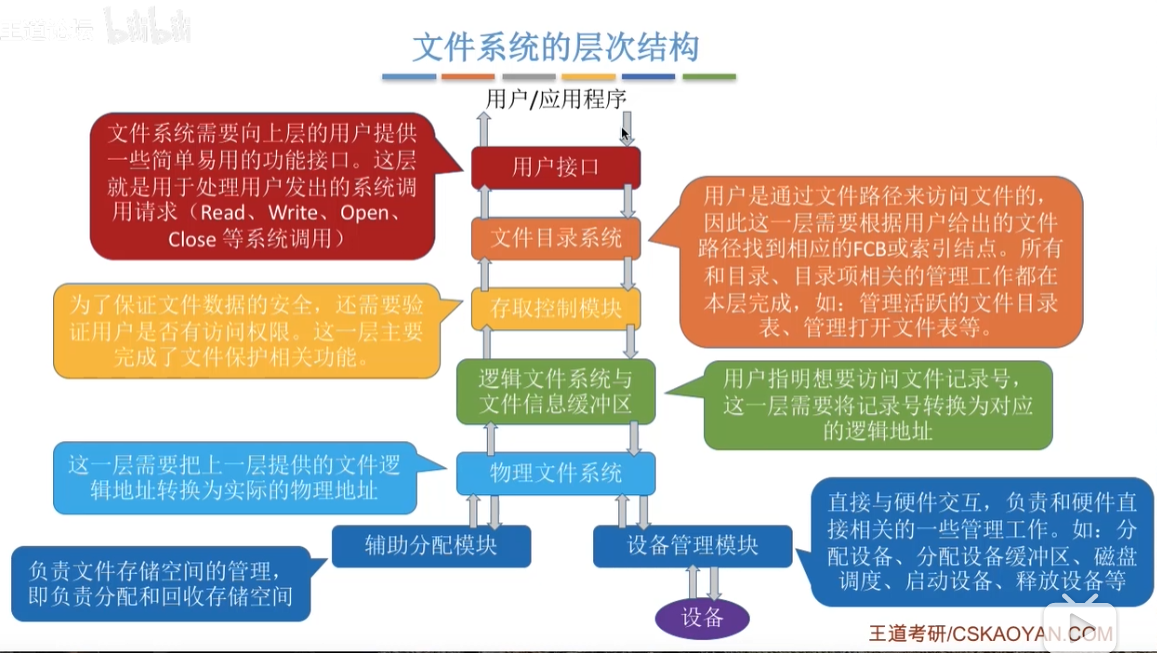 王道论坛 bilibili
文件系统的层次结构
用户/应用程序
文件系统需要向上层的用户提供
一些简单易用的功能接口。这层
就是用于处理用户发出的系统调
用请求（Read、Write、Open、
Close 等系统调用）
用户接口
用户是通过文件路径来访问文件的，
因此这一层需要根据用户给出的文件
路径找到相应的FCB或索引结点。所有
和目录、目录项相关的管理工作都在
本层完成，如：管理活跃的文件目录
表、管理打开文件表等。
文件目录系统
为了保证文件数据的安全，还需要验
证用户是否有访问权限。这一层主要
完成了文件保护相关功能。
存取控制模块
逻辑文件系统与
文件信息缓冲区
用户指明想要访问文件记录号，
这一层需要将记录号转换为对应
的逻辑地址
这一层需要把上一层提供的文件逻
辑地址转换为实际的物理地址
物理文件系统
辅助分配模块
设备管理模块
直接与硬件交互，负责和硬件直
接相关的一些管理工作。如：分
配设备、分配设备缓冲区、磁盘
调度、启动设备、释放设备等
负责文件存储空间的管理，
即负责分配和回收存储空间
设备
王道考研/CSKAOYAN.COM